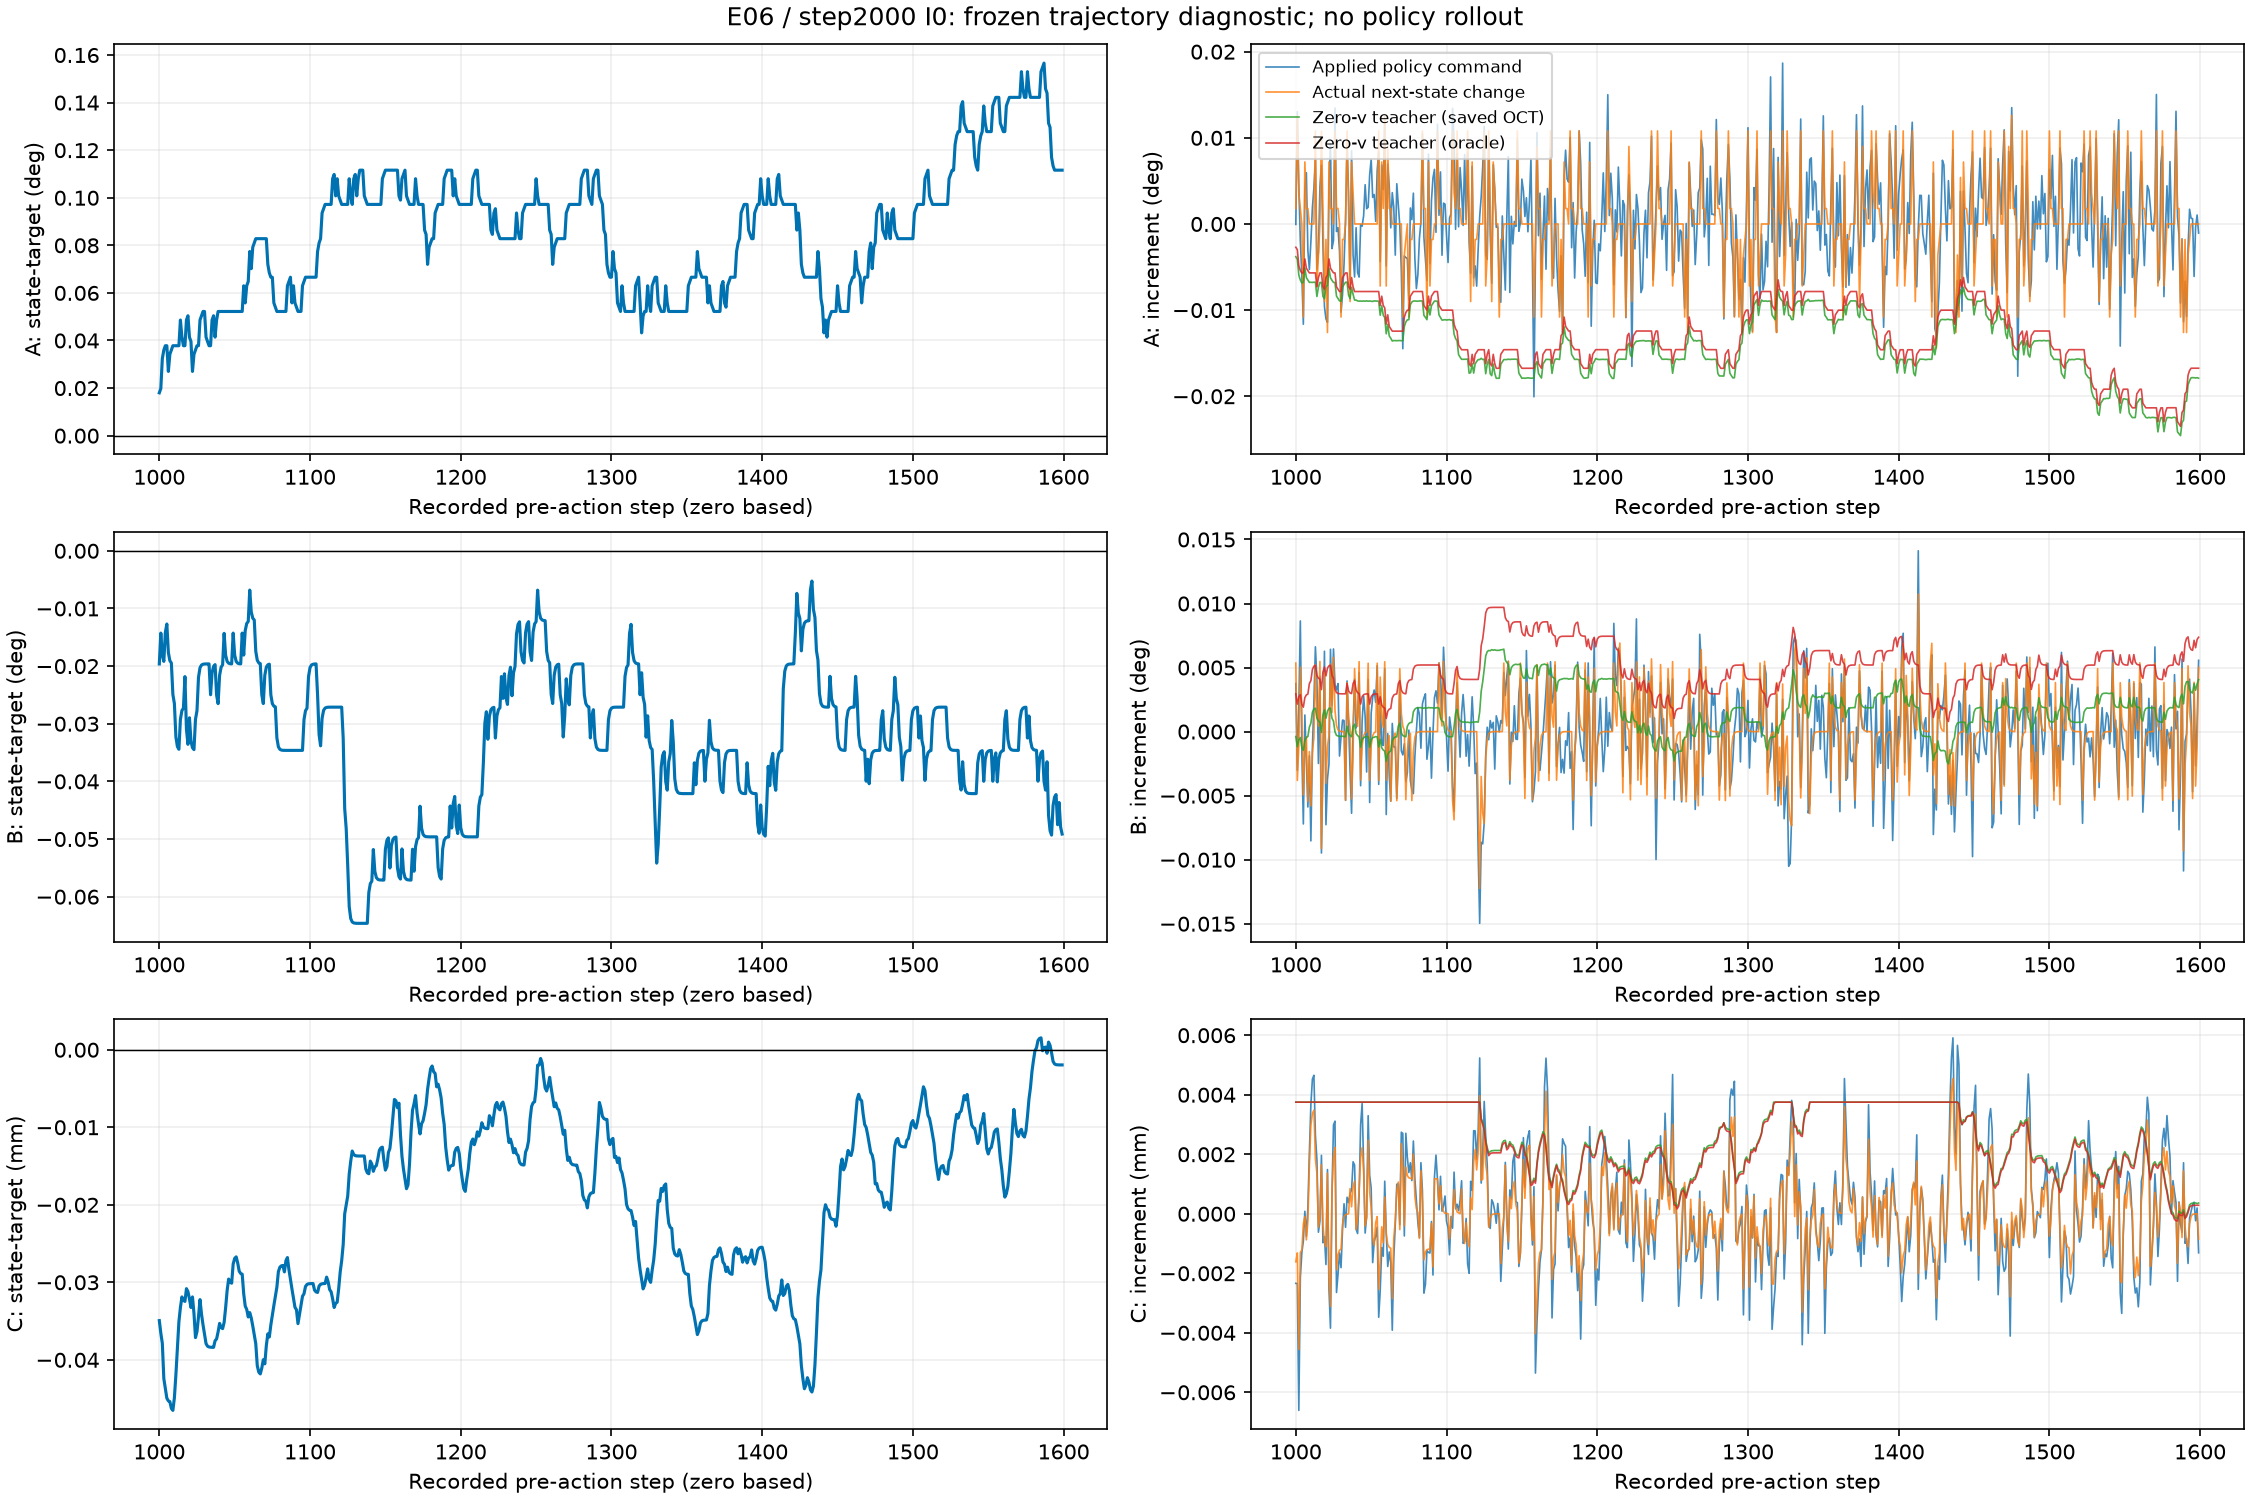 E06 / step2000 I0: frozen trajectory diagnostic; no policy rollout
A: state-target (deg)
0.16
0.14
0.12
0.10
0.08
0.06
0.04
0.02
0.00
1000 1100 1200 1300 1400 1500 1600
Recorded pre-action step (zero based)
A: increment (deg)
0.02
0.01
0.00
−0.01
−0.02
Applied policy command
Actual next-state change
Zero-v teacher (saved OCT)
Zero-v teacher (oracle)
1000 1100 1200 1300 1400 1500 1600
Recorded pre-action step
B: state-target (deg)
0.00
−0.01
−0.02
−0.03
−0.04
−0.05
−0.06
1000 1100 1200 1300 1400 1500 1600
Recorded pre-action step (zero based)
B: increment (deg)
0.015
0.010
0.005
0.000
−0.005
−0.010
−0.015
1000 1100 1200 1300 1400 1500 1600
Recorded pre-action step
C: state-target (mm)
0.00
−0.01
−0.02
−0.03
−0.04
1000 1100 1200 1300 1400 1500 1600
Recorded pre-action step (zero based)
C: increment (mm)
0.006
0.004
0.002
0.000
−0.002
−0.004
−0.006
1000 1100 1200 1300 1400 1500 1600
Recorded pre-action step